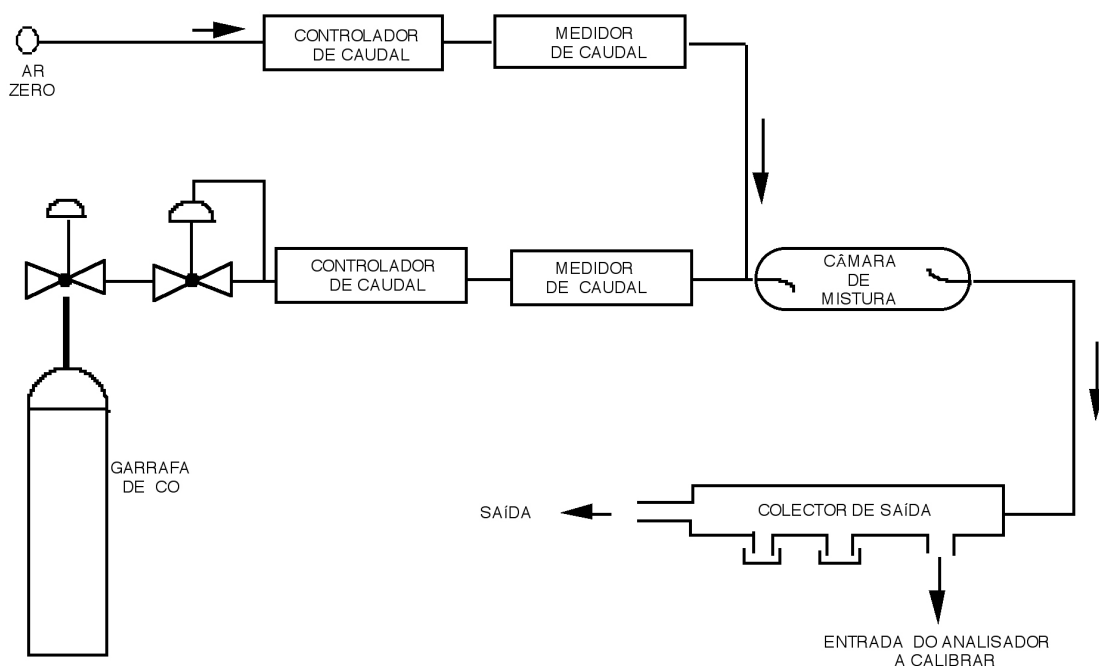 CONTROLADOR
DE CAUDAL
MEDIDOR
DE CAUDAL
AR
ZERO
CONTROLADOR
DE CAUDAL
MEDIDOR
DE CAUDAL
CÂMARA
DE
MISTURA
GARRAFA
DE CO
SAÍDA
COLECTOR DE SAÍDA
ENTRADA DO ANALISADOR
A CALIBRAR